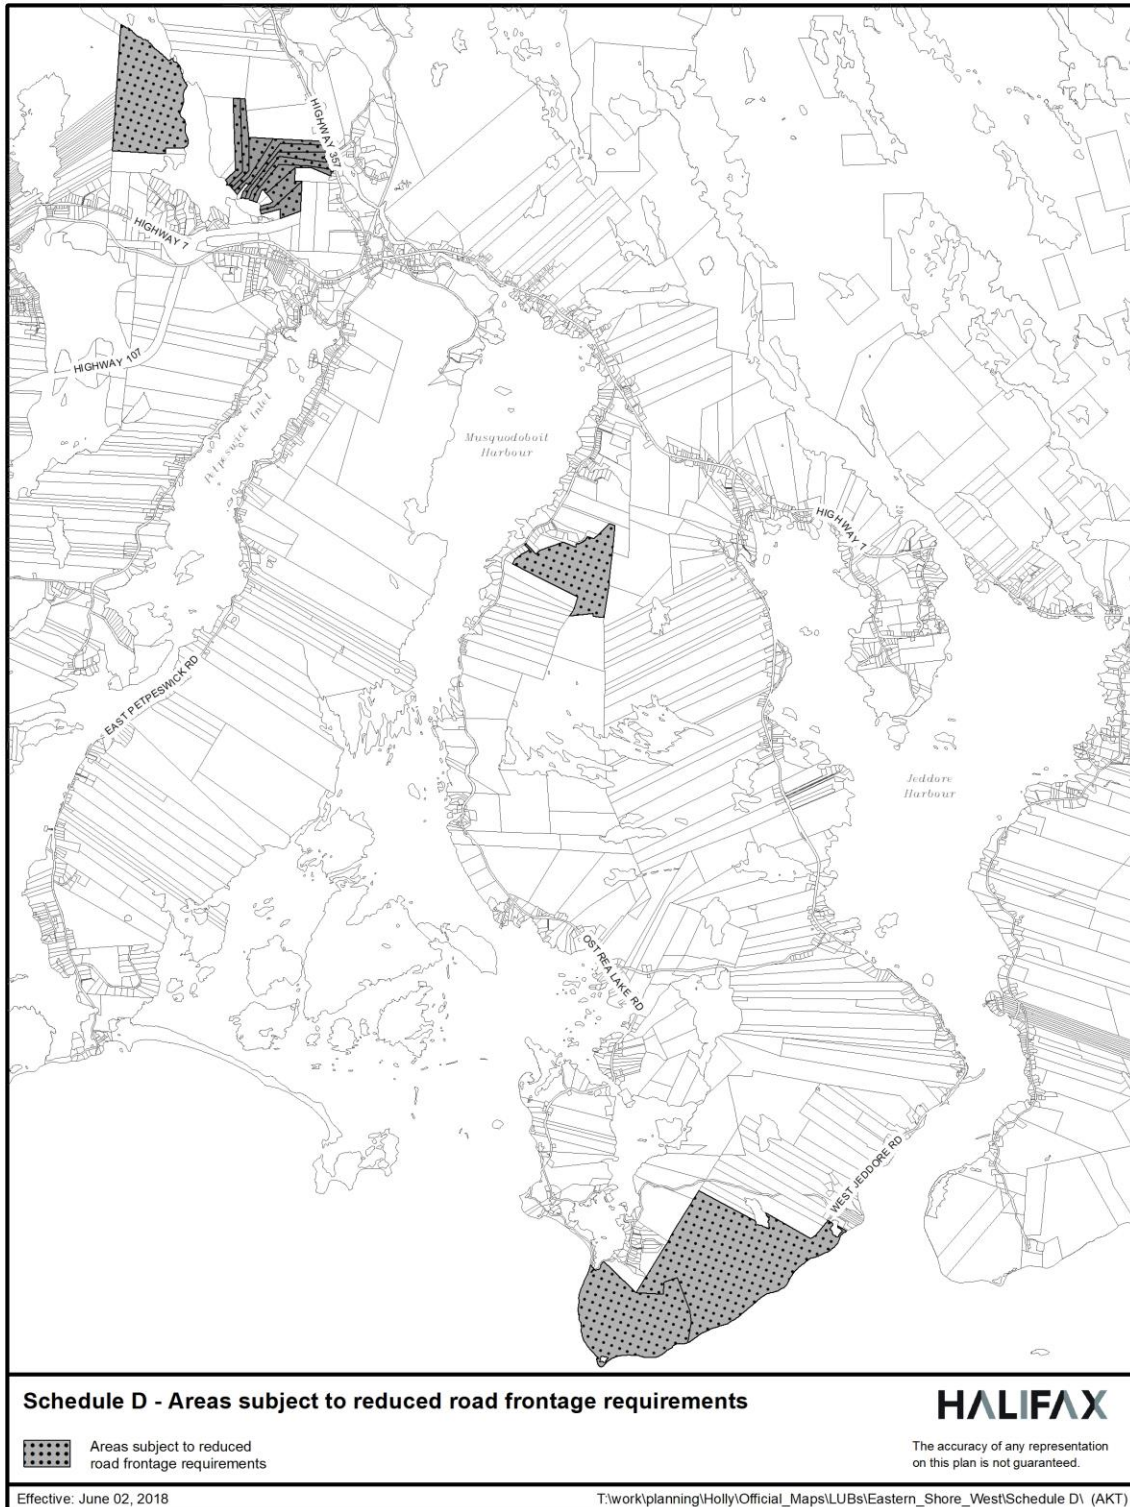 HIGHWAY 357
HIGHWAY 7
HIGHWAY 107
Petpeswick Inlet
Musquodoboit
Harbour
HIGHWAY 7
EAST PETPESWICK RD
Jeddore
Harbour
OSTREA LAKE RD
WEST JEDDORE RD
Schedule D - Areas subject to reduced road frontage requirements
HALIFAX
Areas subject to reduced
road frontage requirements
The accuracy of any representation
on this plan is not guaranteed.
Effective: June 02, 2018
T:\work\planning\Holly\Official_Maps\LUBs\Eastern_Shore_West\Schedule D\ (AKT)